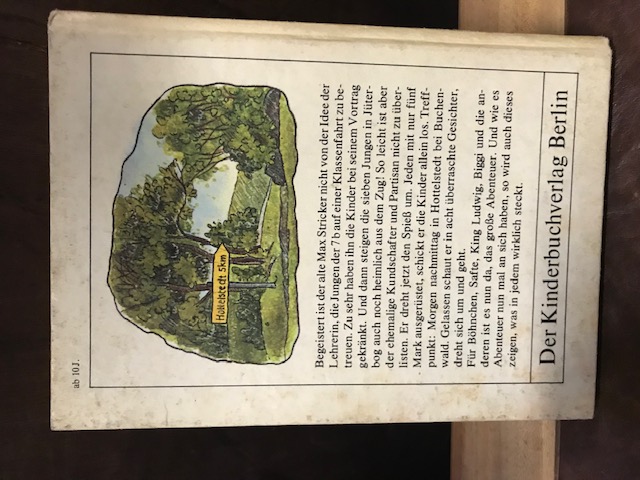 ab 10 J.
Hottelstedt 5km
Begeistert ist der alte Max Stricker nicht von der Idee der
Lehrerin, die Jungen der 7 b auf einer Klassenfahrt zu be-
treuen. Zu sehr haben ihn die Kinder bei seinem Vortrag
gekränkt. Und dann steigen die sieben Jungen in Jüter-
bog auch noch heimlich aus dem Zug! So leicht ist aber
der ehemalige Kundschafter und Partisan nicht zu über-
listen. Er dreht jetzt den Spieß um. Jeden mit nur fünf
Mark ausgerüstet, schickt er die Kinder allein los. Treff-
punkt: Morgen nachmittag in Hottelstedt bei Buchen-
wald. Gelassen schaut er in acht überraschte Gesichter,
dreht sich um und geht.
Für Böhnchen, Safte, King Ludwig, Biggi und die an-
deren ist es nun da, das große Abenteuer. Und wie es
Abenteuer nun mal an sich haben, so wird auch dieses
zeigen, was in jedem wirklich steckt.
Der Kinderbuchverlag Berlin